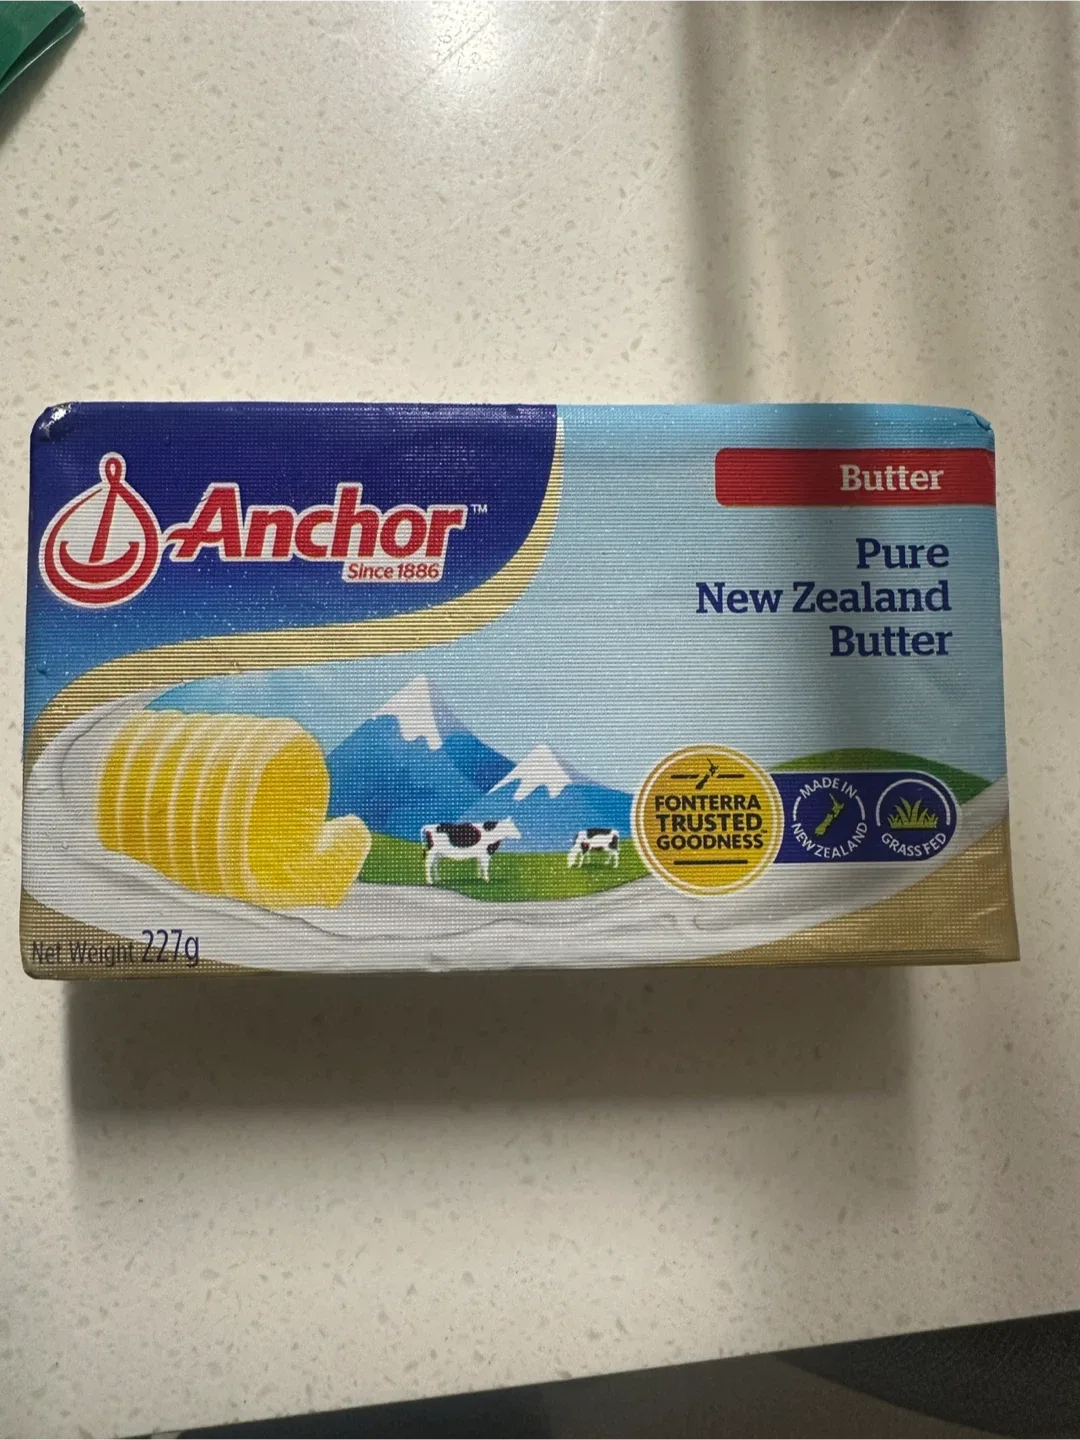 Anchor™
Since 1886
Butter
Pure
New Zealand
Butter
FONTERRA
TRUSTED
GOODNESS™
MADE IN
NEW ZEALAND
GRASS FED
Net Weight 227g